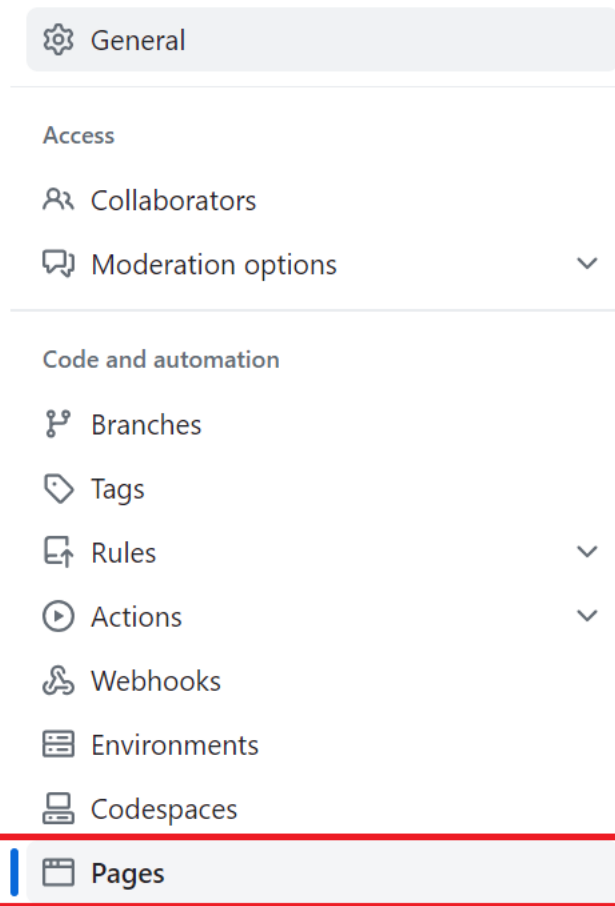 General
Access
Collaborators
Moderation options
Code and automation
Branches
Tags
Rules
Actions
Webhooks
Environments
Codespaces
Pages